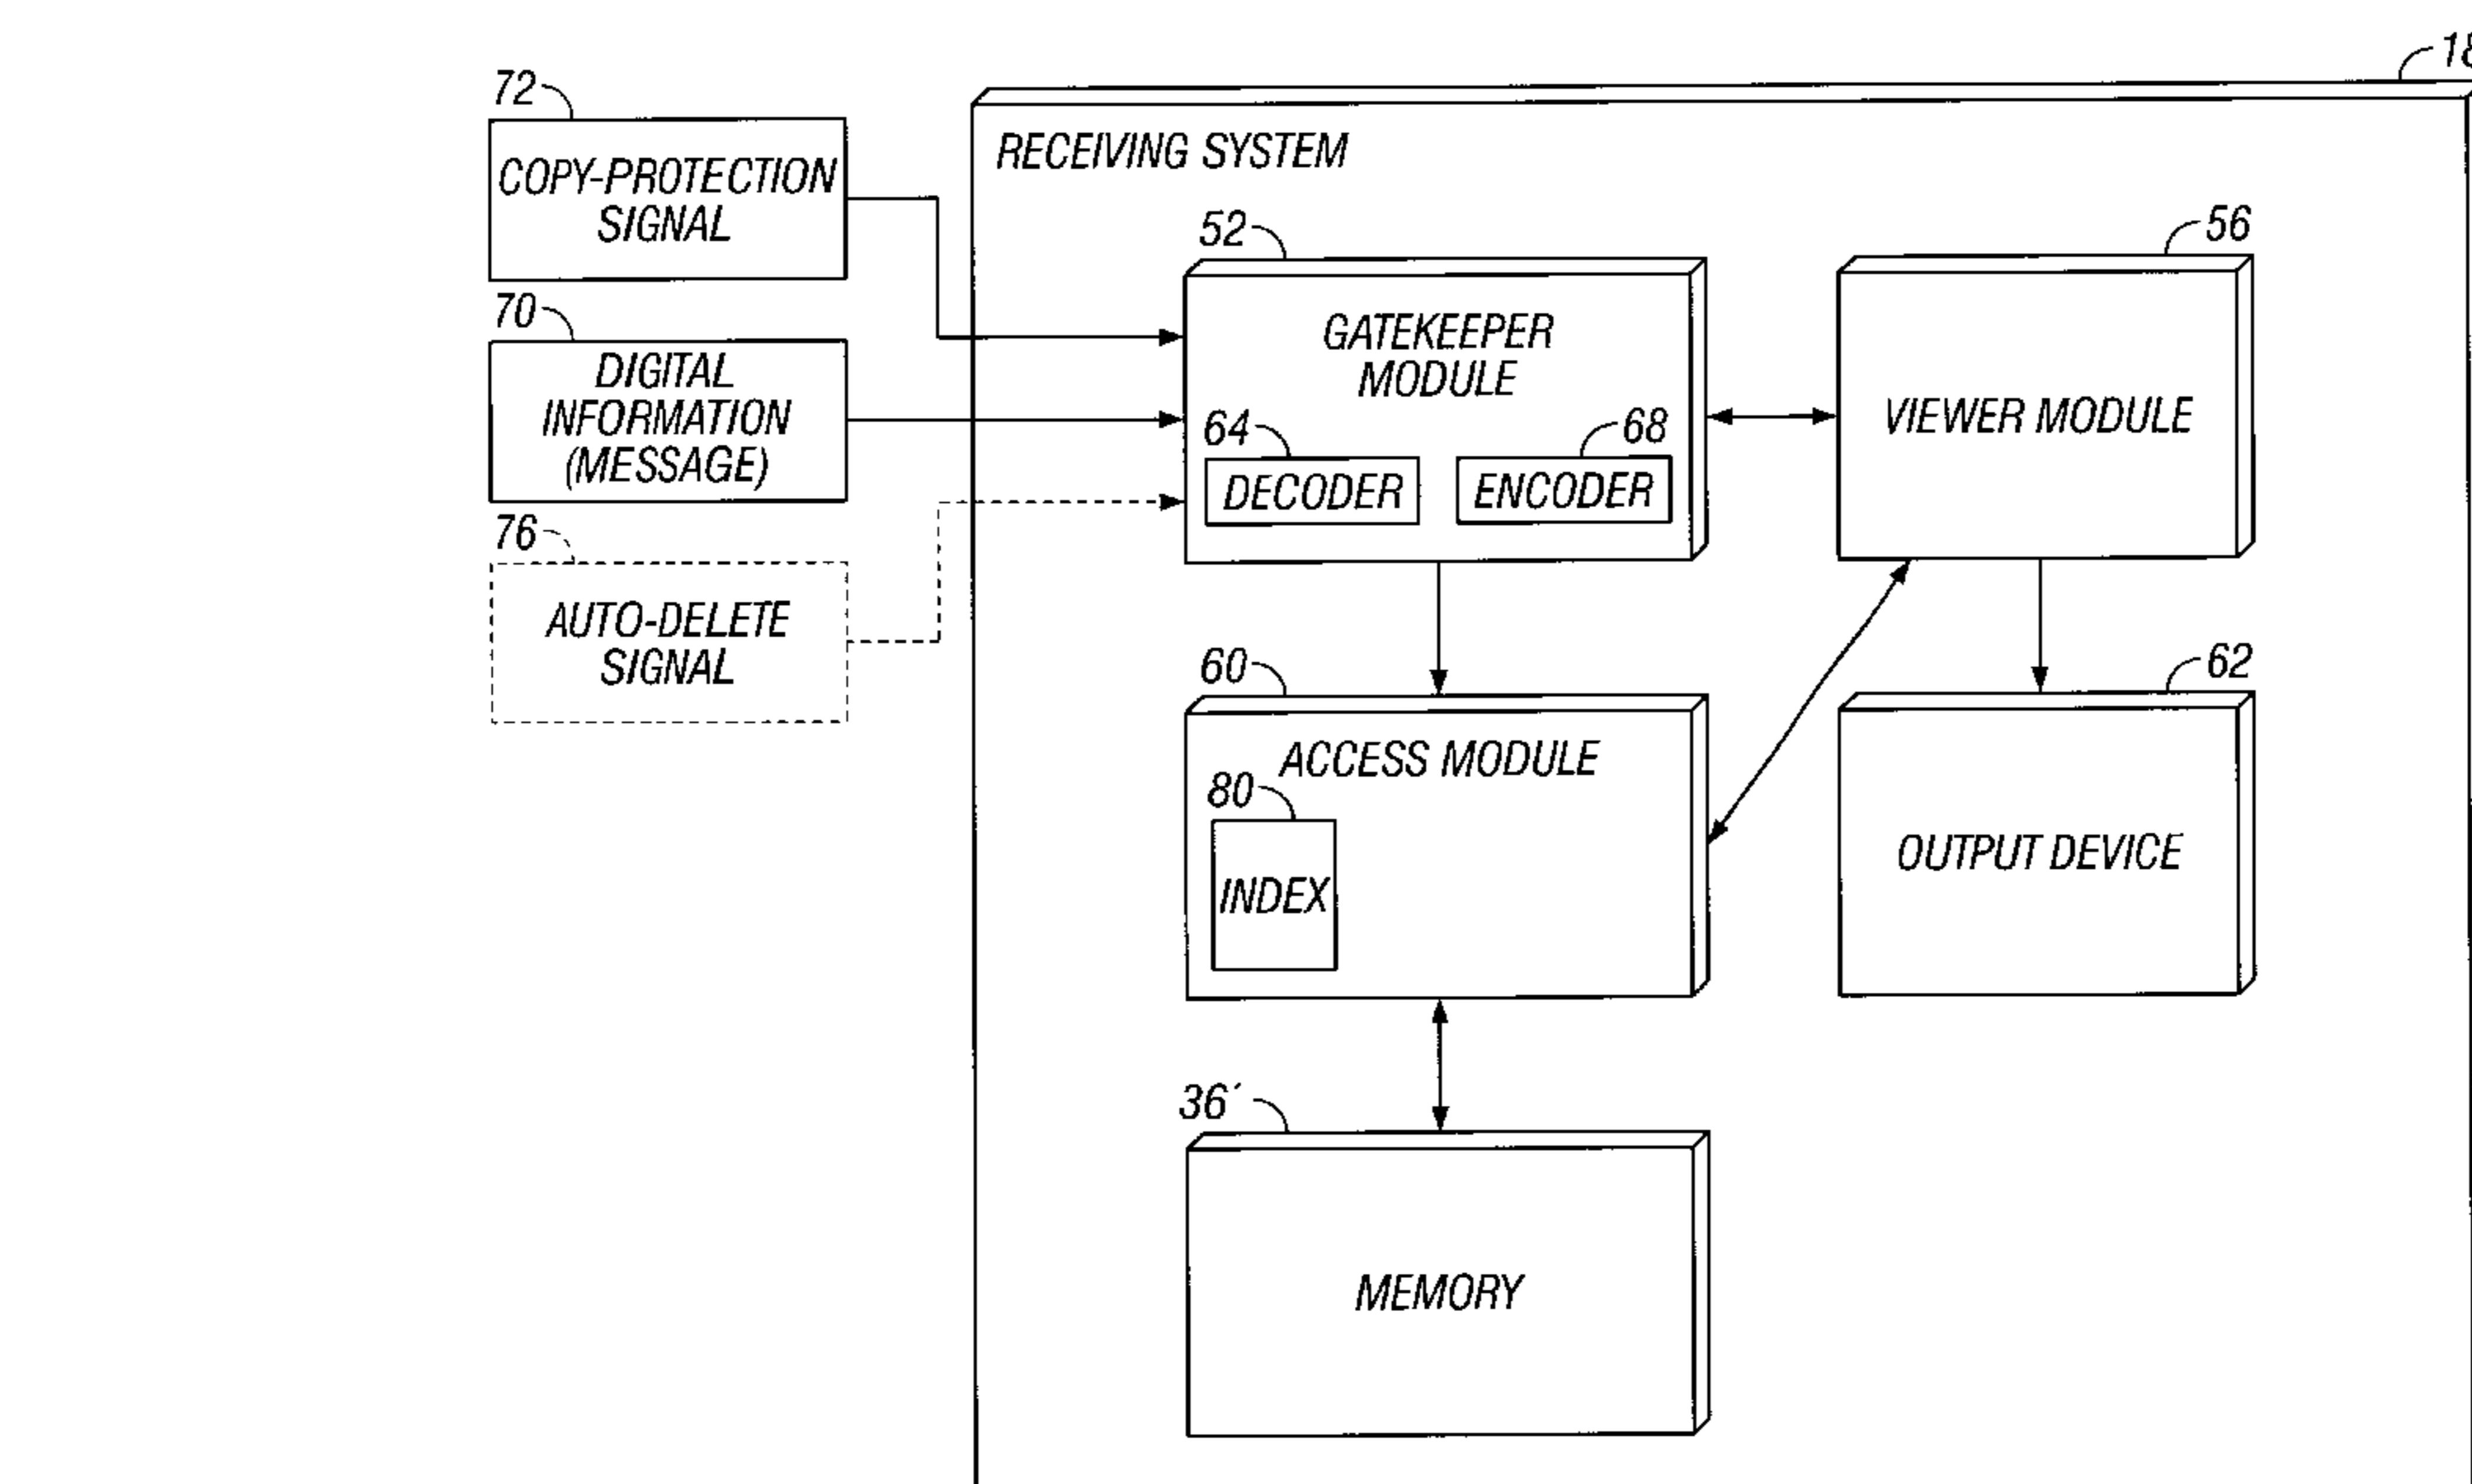 18
72
COPY-PROTECTION
SIGNAL
RECEIVING SYSTEM
52
56
70
DIGITAL
INFORMATION
(MESSAGE)
GATEKEEPER
MODULE
VIEWER MODULE
64
68
DECODER
ENCODER
76
AUTO-DELETE
SIGNAL
60
62
ACCESS MODULE
80
INDEX
OUTPUT DEVICE
36´
MEMORY